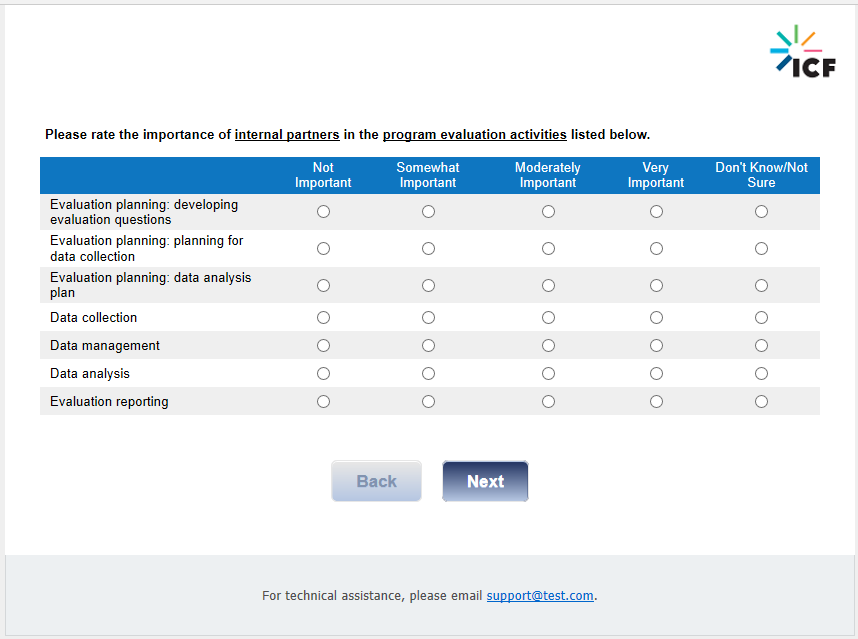 ICF
Please rate the importance of internal partners in the program evaluation activities listed below.
Not Important Somewhat Important Moderately Important Very Important Don't Know/Not Sure
Evaluation planning: developing
evaluation questions
Evaluation planning: planning for
data collection
Evaluation planning: data analysis
plan
Data collection
Data management
Data analysis
Evaluation reporting
Back Next
For technical assistance, please email support@test.com.